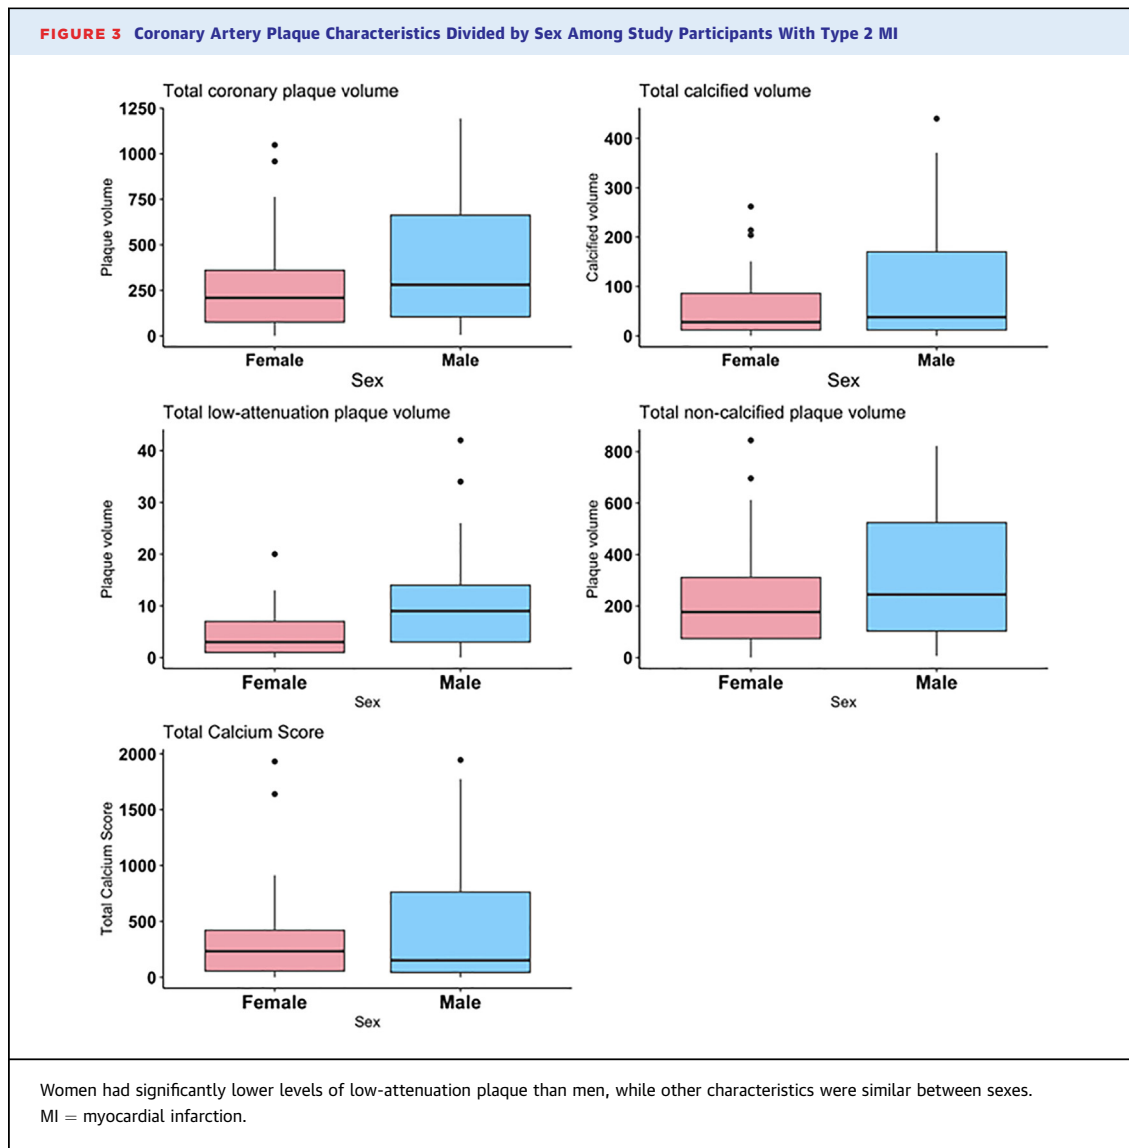 FIGURE 3 Coronary Artery Plaque Characteristics Divided by Sex Among Study Participants With Type 2 MI
Total coronary plaque volume
1250
1000
750
500
250
0
Plaque volume
Female Male
Sex
Total calcified volume
400
300
200
100
0
Calcified volume
Female Male
Sex
Total low-attenuation plaque volume
40
30
20
10
0
Plaque volume
Female Male
Sex
Total non-calcified plaque volume
800
600
400
200
0
Plaque volume
Female Male
Sex
Total Calcium Score
2000
1500
1000
500
0
Total Calcium Score
Female Male
Sex
Women had significantly lower levels of low-attenuation plaque than men, while other characteristics were similar between sexes.
MI = myocardial infarction.